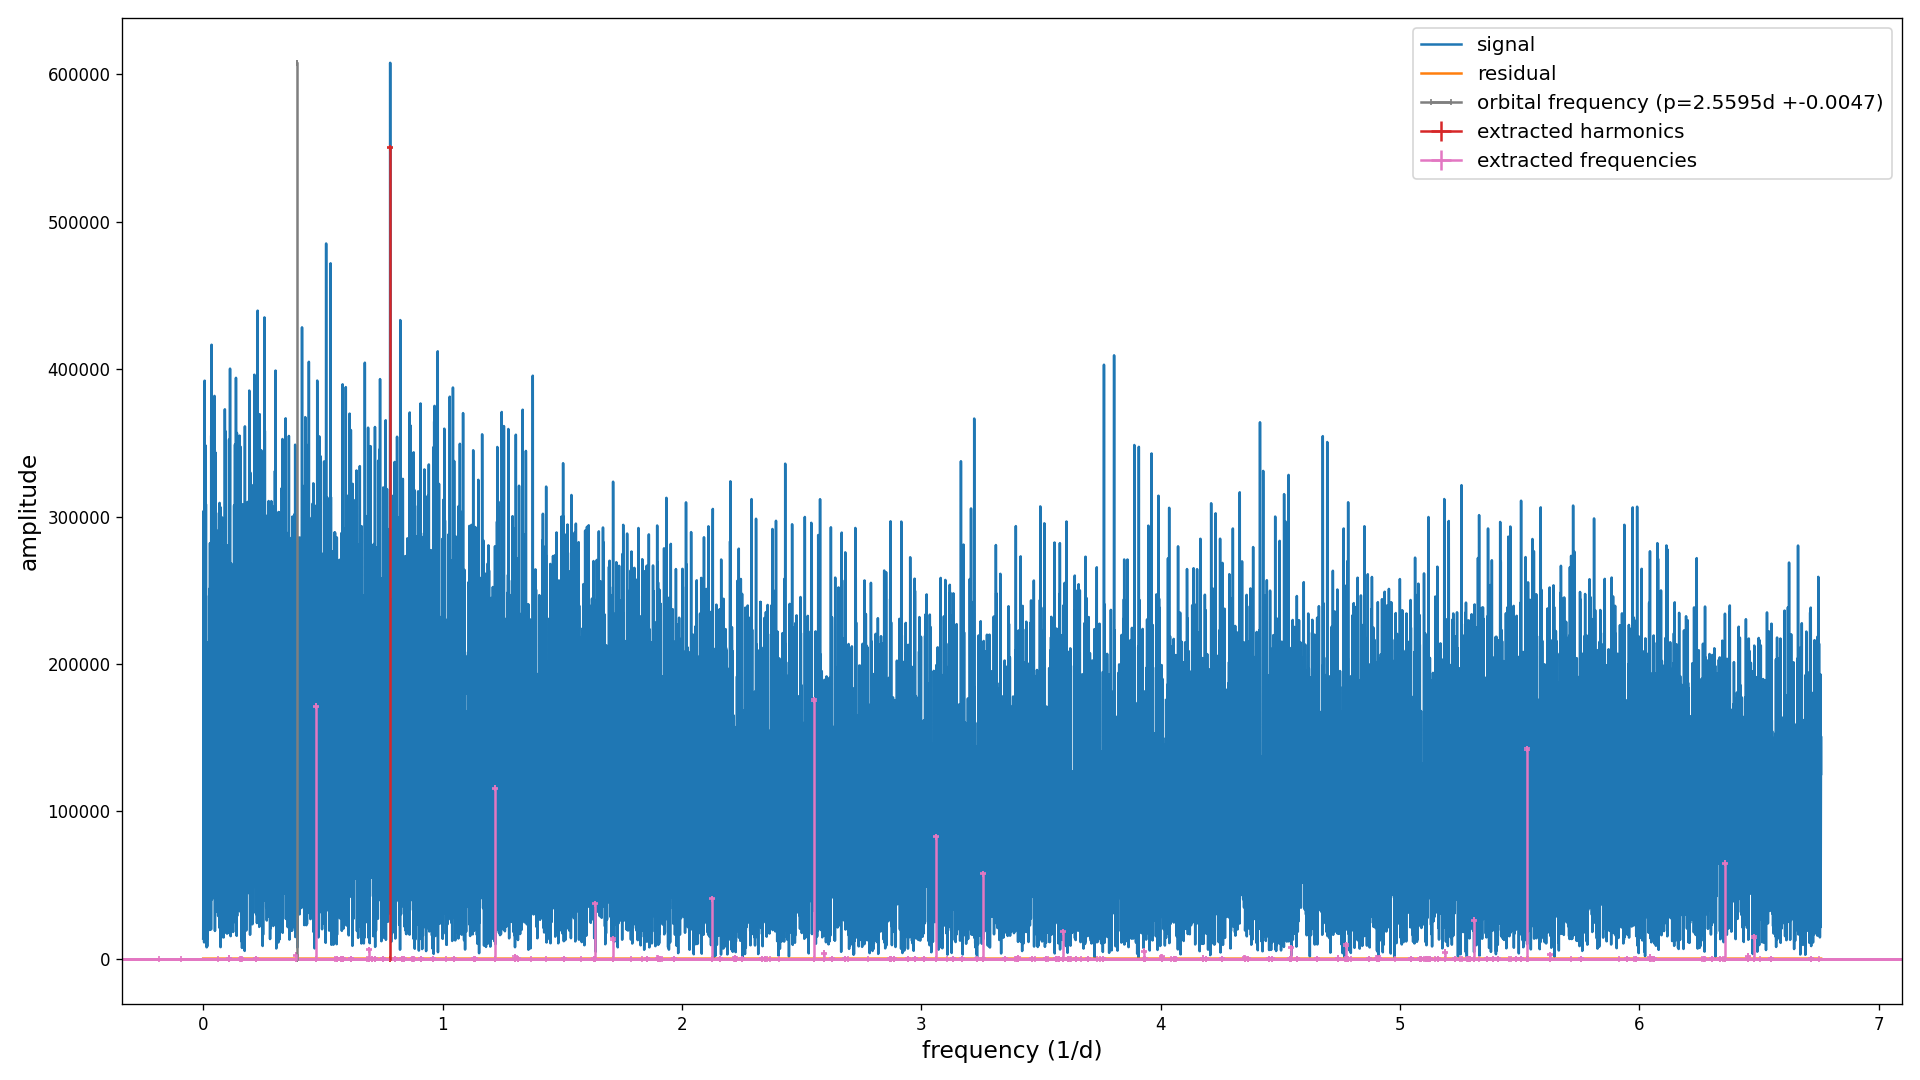 signal
residual
orbital frequency (p=2.5595d +-0.0047)
extracted harmonics
extracted frequencies
600000
500000
400000
300000
200000
100000
0
amplitude
0 1 2 3 4 5 6 7
frequency (1/d)